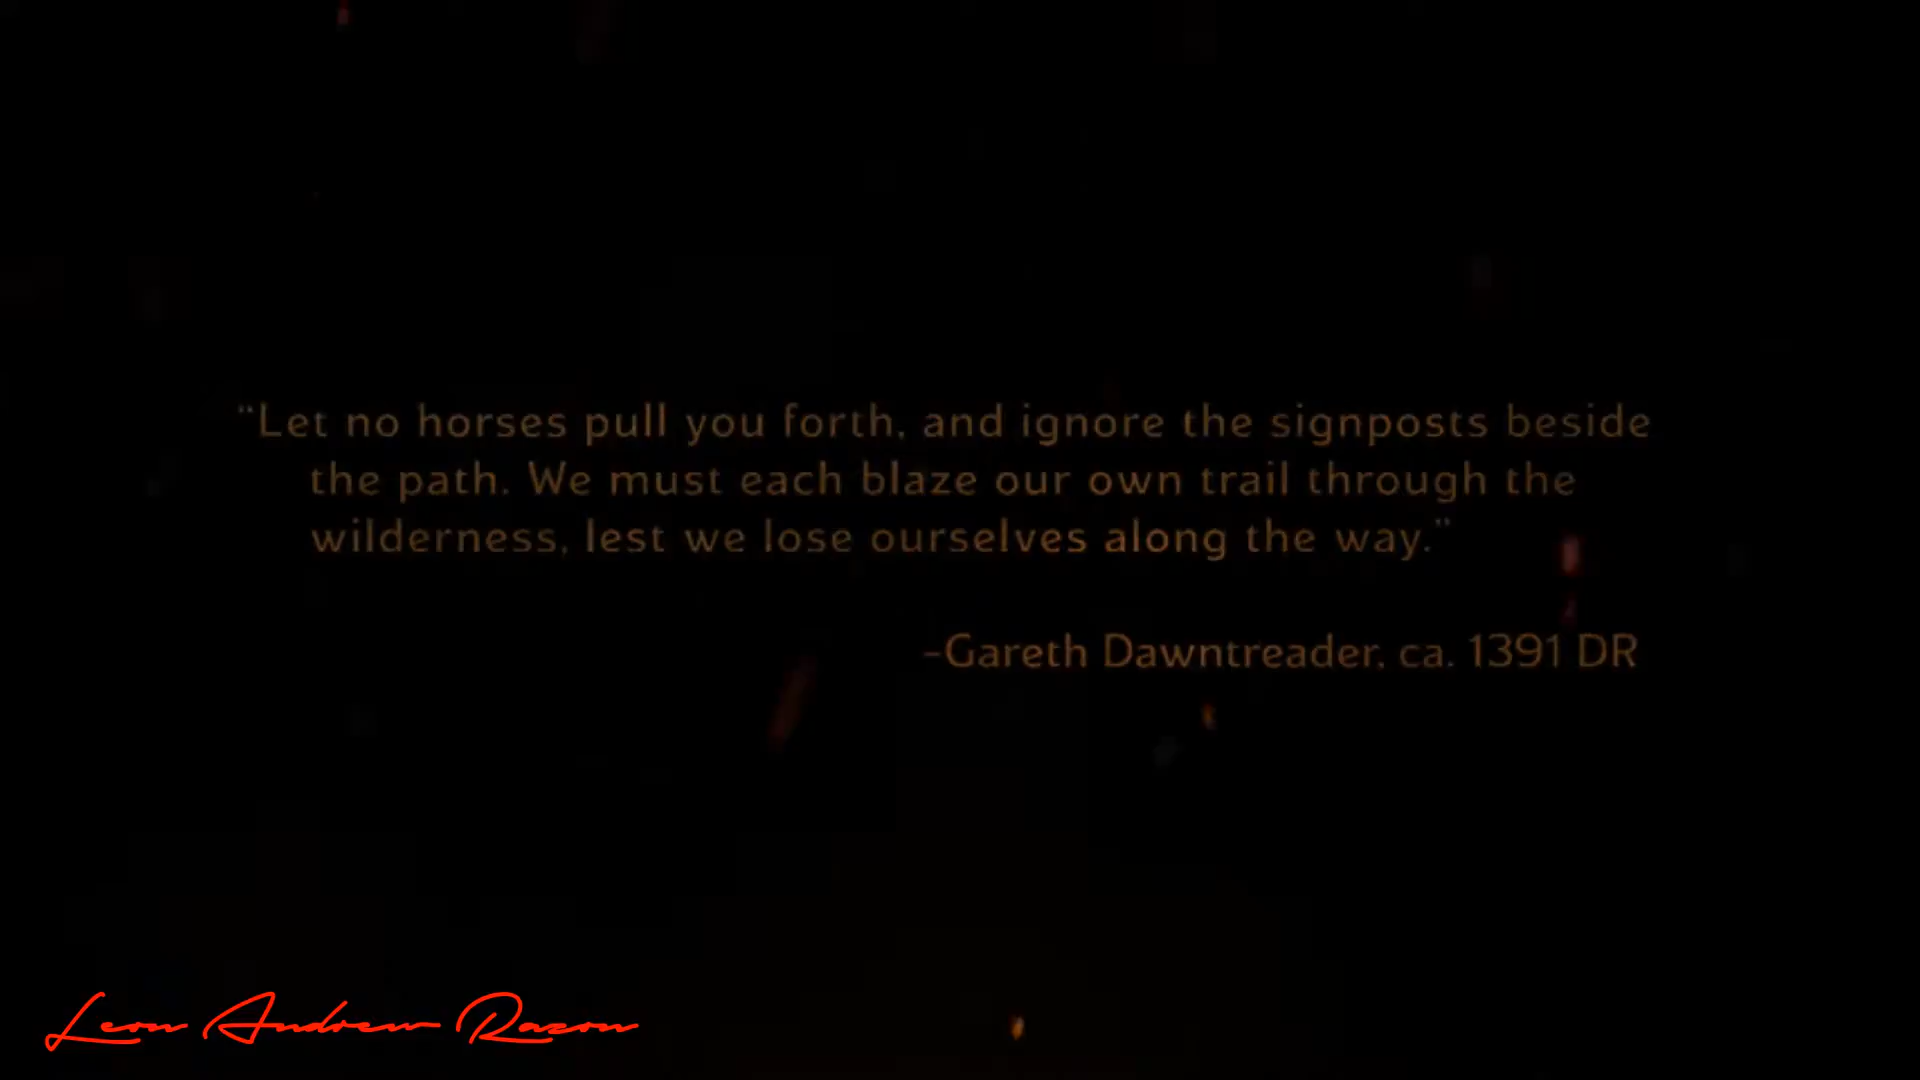 "Let no horses pull you forth, and ignore the signposts beside
the path. We must each blaze our own trail through the
wilderness, lest we lose ourselves along the way."
-Gareth Dawntreader, ca. 1391 DR
Leon Andrew Razon